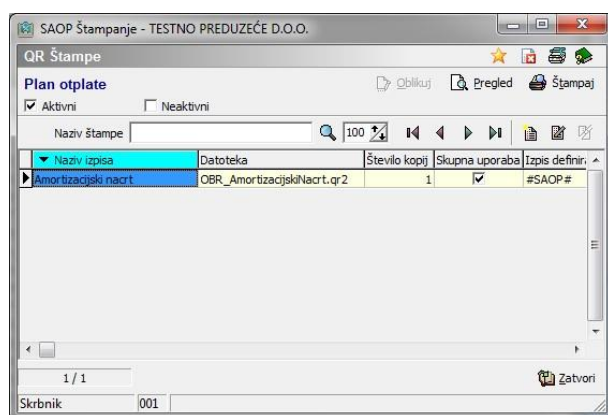 SAOP Štampanje - TESTNO PREDUZEĆE D.O.O.
QR Štampe
Plan otplate
Oblikuj Pregled Štampaj
Aktivni Neaktivni
Naziv štampe 100
Naziv izpisa Datoteka Število kopij Skupna uporaba Izpis definira
Amortizacijski nacrt OBR_AmortizacijskiNacrt.qr2 1 #SAOP#
1 / 1
Zatvori
Skrbnik 001